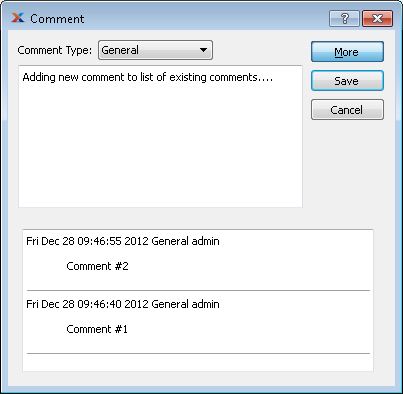 Comment
Comment Type: General
More
Adding new comment to list of existing comments....
Save
Cancel
Fri Dec 28 09:46:55 2012 General admin
Comment #2
Fri Dec 28 09:46:40 2012 General admin
Comment #1